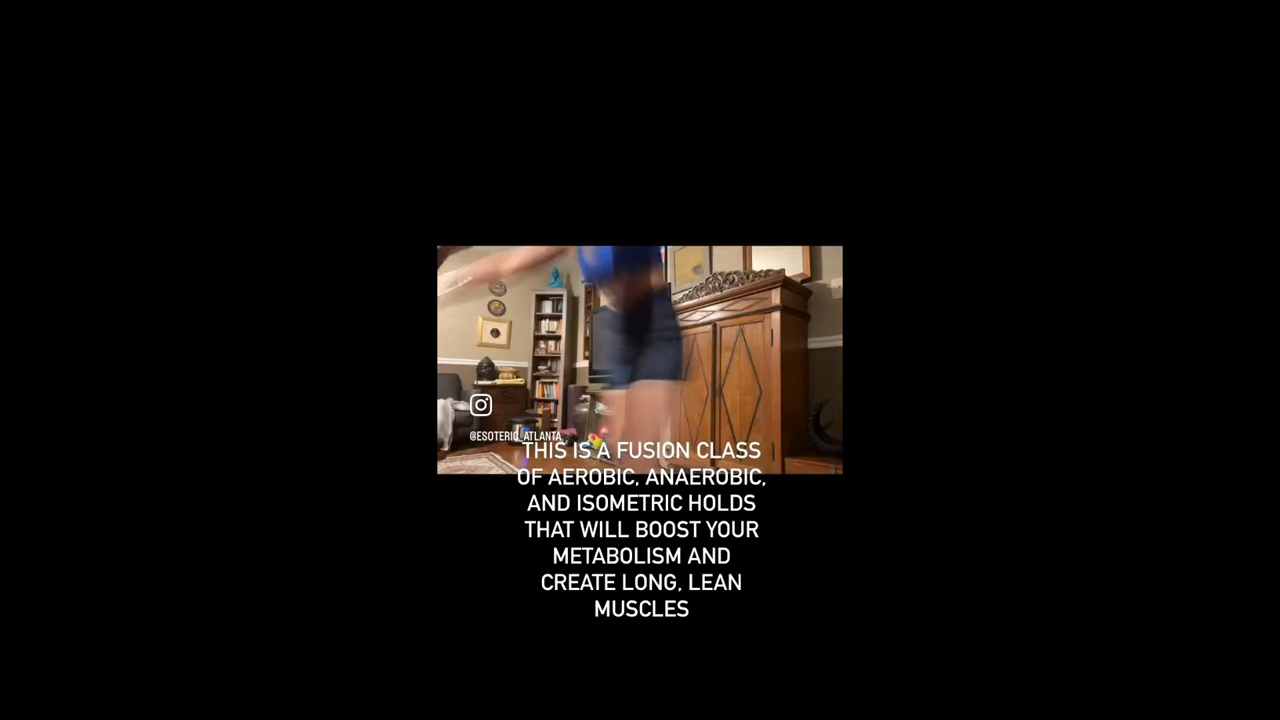 @ESOTERIC_ATLANTA
THIS IS A FUSION CLASS
OF AEROBIC, ANAEROBIC,
AND ISOMETRIC HOLDS
THAT WILL BOOST YOUR
METABOLISM AND
CREATE LONG, LEAN
MUSCLES